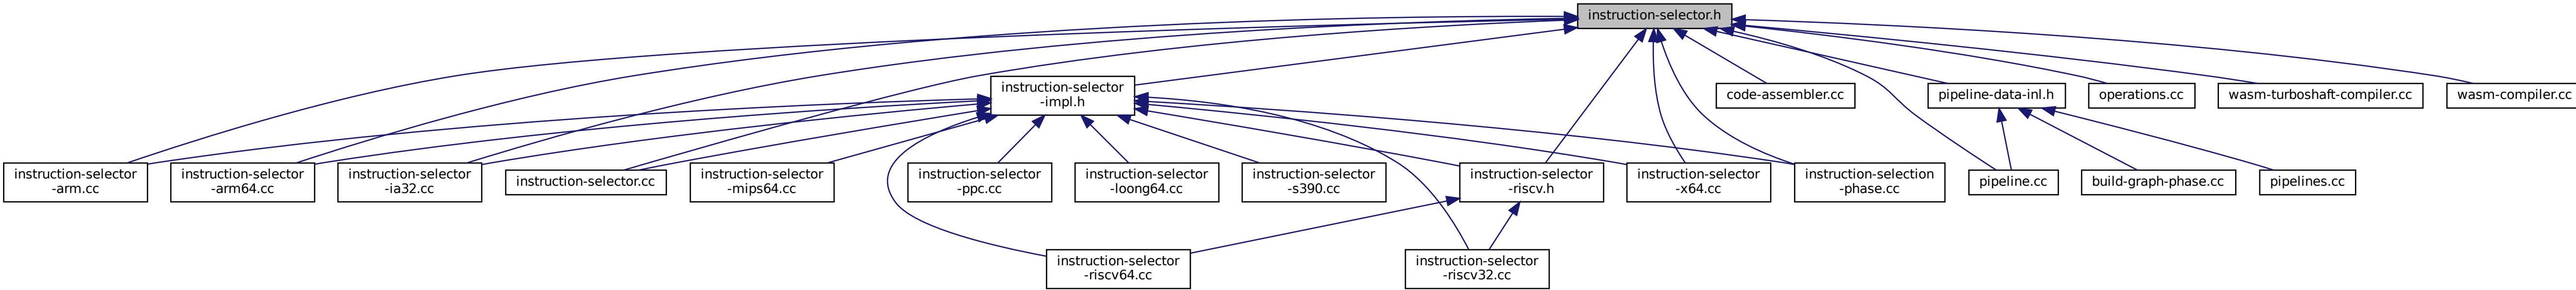 instruction-selector.h
instruction-selector
-impl.h
code-assembler.cc
pipeline-data-inl.h
operations.cc
wasm-turboshaft-compiler.cc
wasm-compiler.cc
instruction-selector
-arm.cc
instruction-selector
-arm64.cc
instruction-selector
-ia32.cc
instruction-selector.cc
instruction-selector
-mips64.cc
instruction-selector
-ppc.cc
instruction-selector
-loong64.cc
instruction-selector
-s390.cc
instruction-selector
-riscv.h
instruction-selector
-x64.cc
instruction-selection
-phase.cc
pipeline.cc
build-graph-phase.cc
pipelines.cc
instruction-selector
-riscv64.cc
instruction-selector
-riscv32.cc